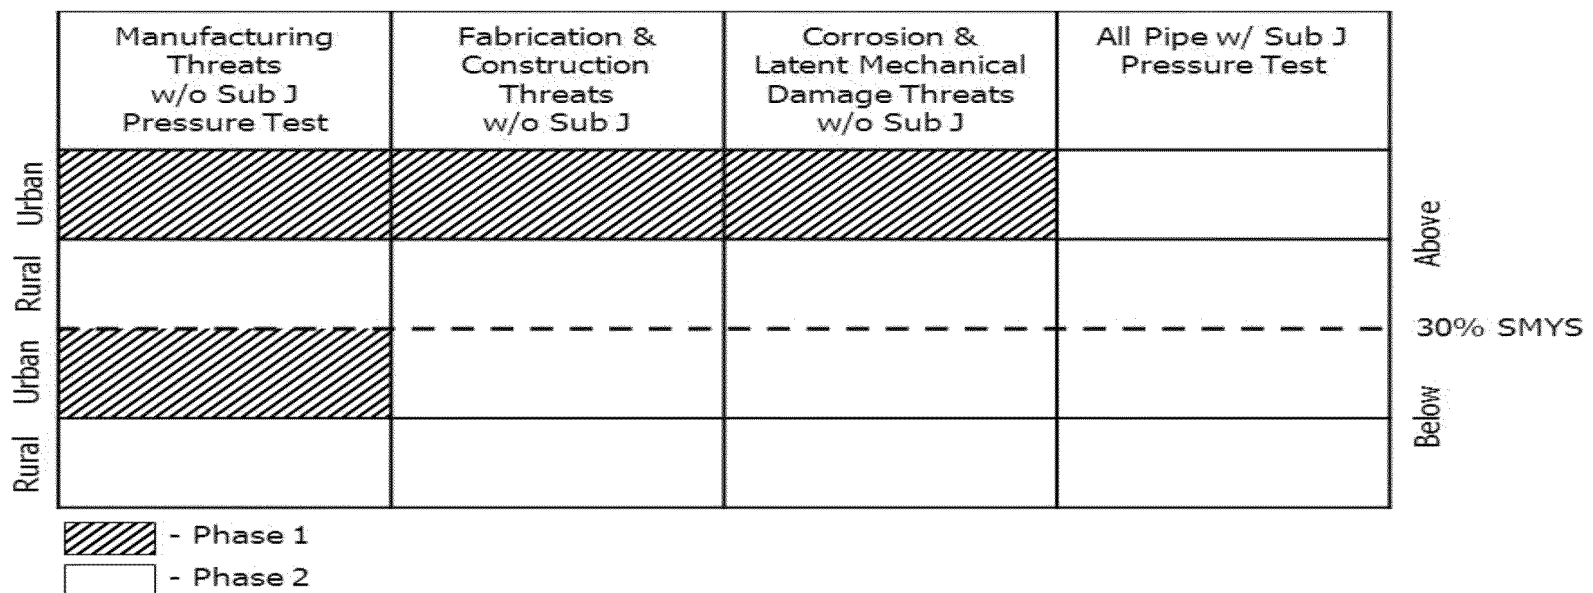 Manufacturing
Threats
w/o Sub J
Pressure Test
Fabrication &
Construction
Threats
w/o Sub J
Corrosion &
Latent Mechanical
Damage Threats
w/o Sub J
All Pipe w/ Sub J
Pressure Test
Urban
Rural
Urban
Rural
Above
30% SMYS
Below
- Phase 1
- Phase 2